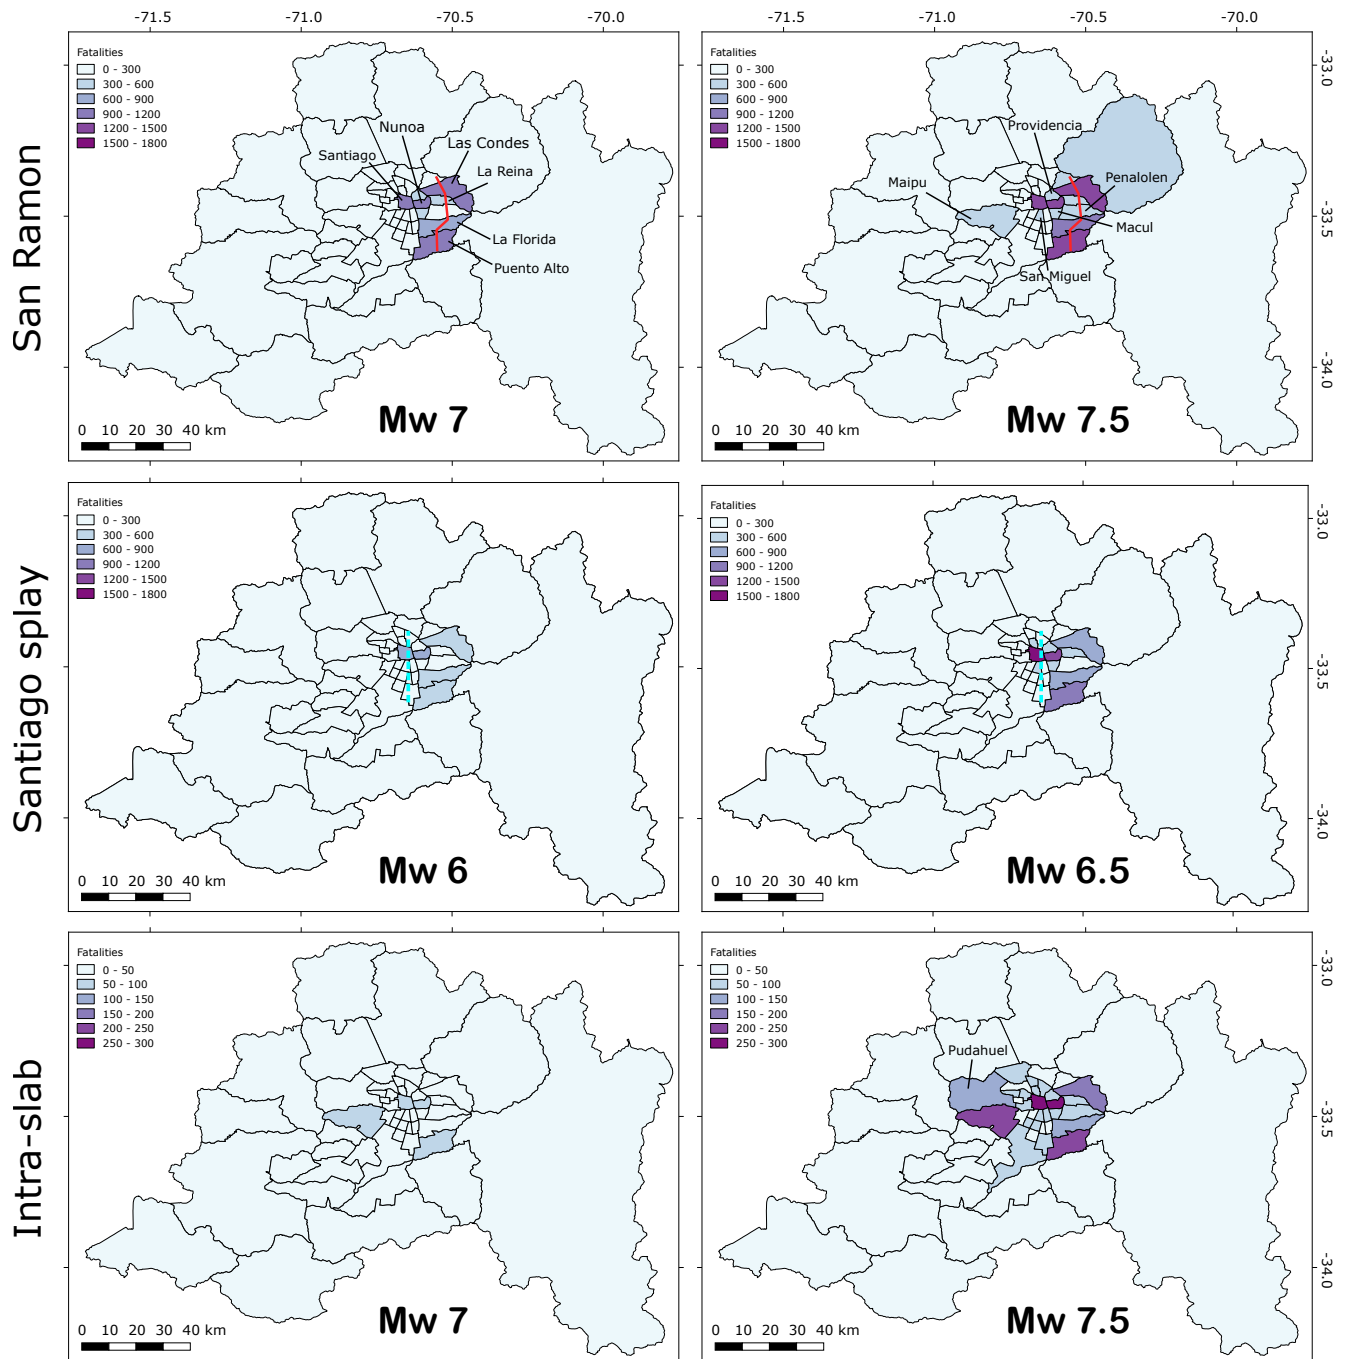 -71.5 -71.0 -70.5 -70.0 -71.5 -71.0 -70.5 -70.0
San Ramon
Fatalities
0 - 300
300 - 600
600 - 900
900 - 1200
1200 - 1500
1500 - 1800
Nunoa
Santiago
Las Condes
La Reina
La Florida
Puento Alto
Mw 7
0 10 20 30 40 km
Fatalities
0 - 300
300 - 600
600 - 900
900 - 1200
1200 - 1500
1500 - 1800
Providencia
Maipu
Penalolen
Macul
San Miguel
Mw 7.5
0 10 20 30 40 km
-33.0
-33.5
-34.0
Santiago splay
Fatalities
0 - 300
300 - 600
600 - 900
900 - 1200
1200 - 1500
1500 - 1800
Mw 6
0 10 20 30 40 km
Fatalities
0 - 300
300 - 600
600 - 900
900 - 1200
1200 - 1500
1500 - 1800
Mw 6.5
0 10 20 30 40 km
-33.0
-33.5
-34.0
Intra-slab
Fatalities
0 - 50
50 - 100
100 - 150
150 - 200
200 - 250
250 - 300
Mw 7
0 10 20 30 40 km
Fatalities
0 - 50
50 - 100
100 - 150
150 - 200
200 - 250
250 - 300
Pudahuel
Mw 7.5
0 10 20 30 40 km
-33.0
-33.5
-34.0